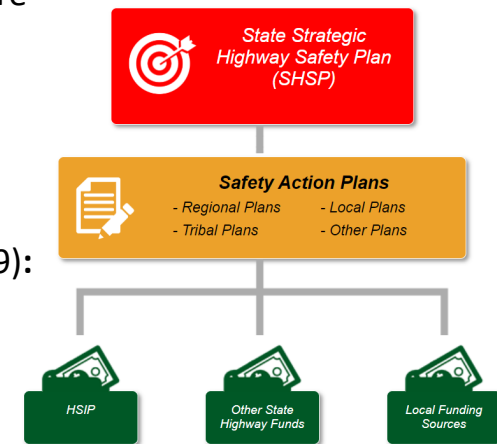 State Strategic
Highway Safety Plan
(SHSP)
Safety Action Plans
- Regional Plans - Local Plans
- Tribal Plans - Other Plans
9):
HSIP
Other State
Highway Funds
Local Funding
Sources